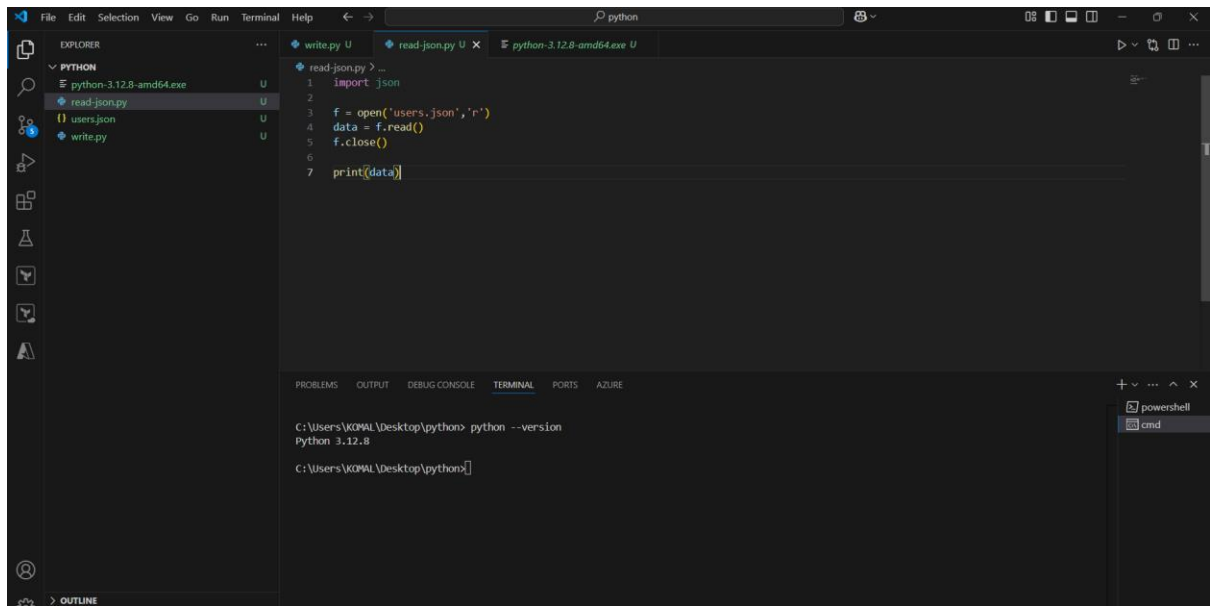 File Edit Selection View Go Run Terminal Help
python
EXPLORER
PYTHON
python-3.12.8-amd64.exe U
read-json.py U
{} users.json U
write.py U
5
OUTLINE
write.py U
read-json.py U
python-3.12.8-amd64.exe U
read-json.py > ...
1 import json
2
3 f = open('users.json','r')
4 data = f.read()
5 f.close()
6
7 print(data)
PROBLEMS OUTPUT DEBUG CONSOLE TERMINAL PORTS AZURE
C:\Users\KOMAL\Desktop\python> python --version
Python 3.12.8
C:\Users\KOMAL\Desktop\python>
powershell
cmd